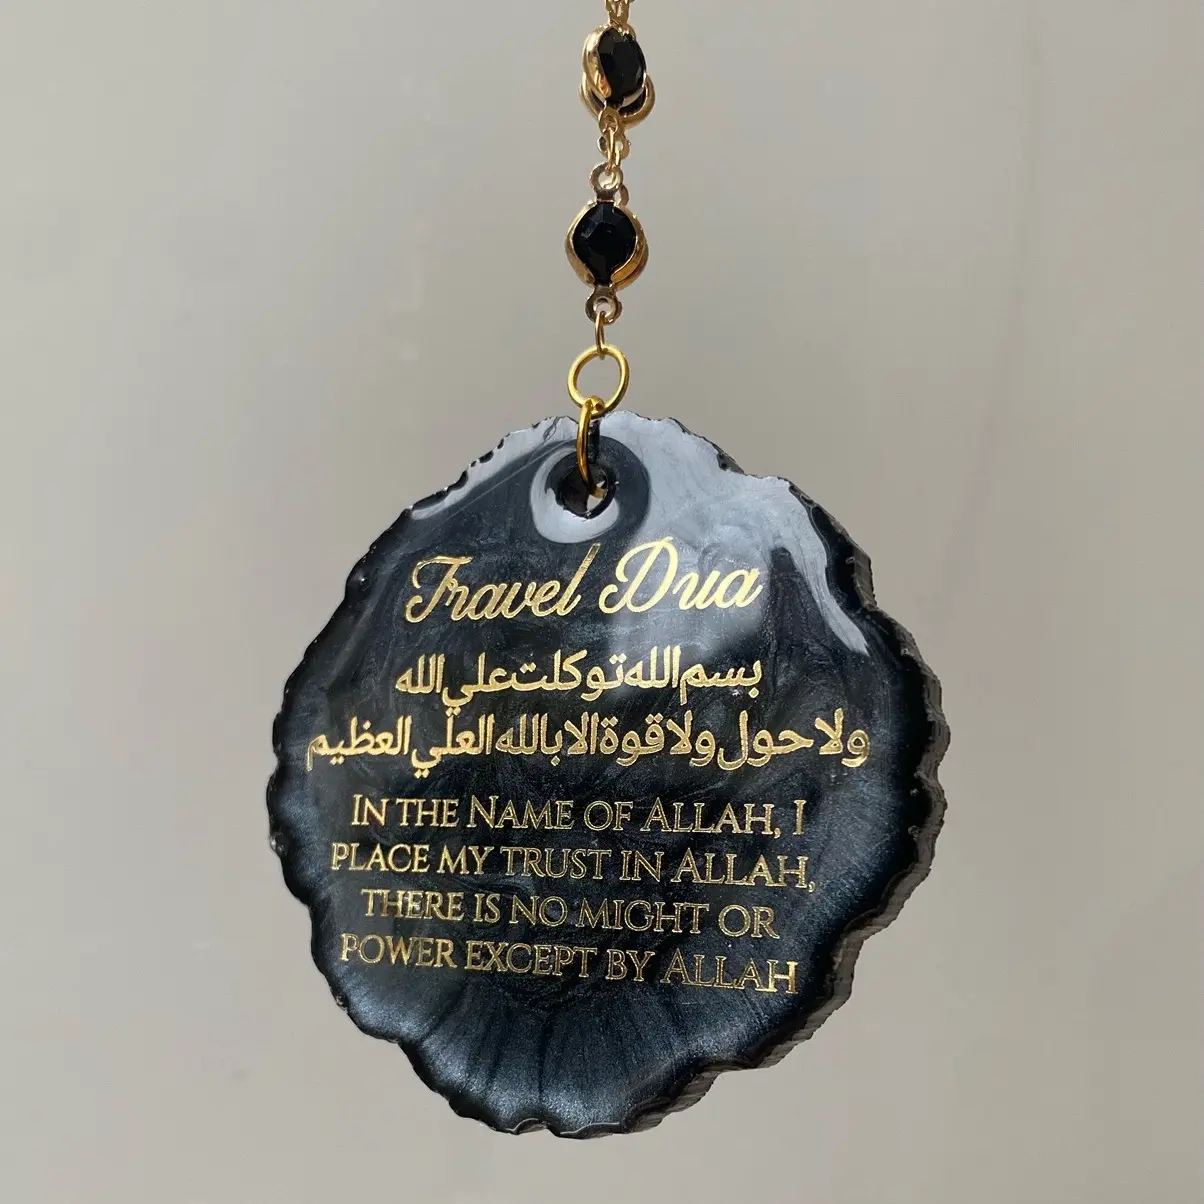 Travel Dua
بسم الله توكلت علي الله
ولا حول ولا قوة الا بالله العلي العظيم
IN THE NAME OF ALLAH, I
PLACE MY TRUST IN ALLAH,
THERE IS NO MIGHT OR
POWER EXCEPT BY ALLAH